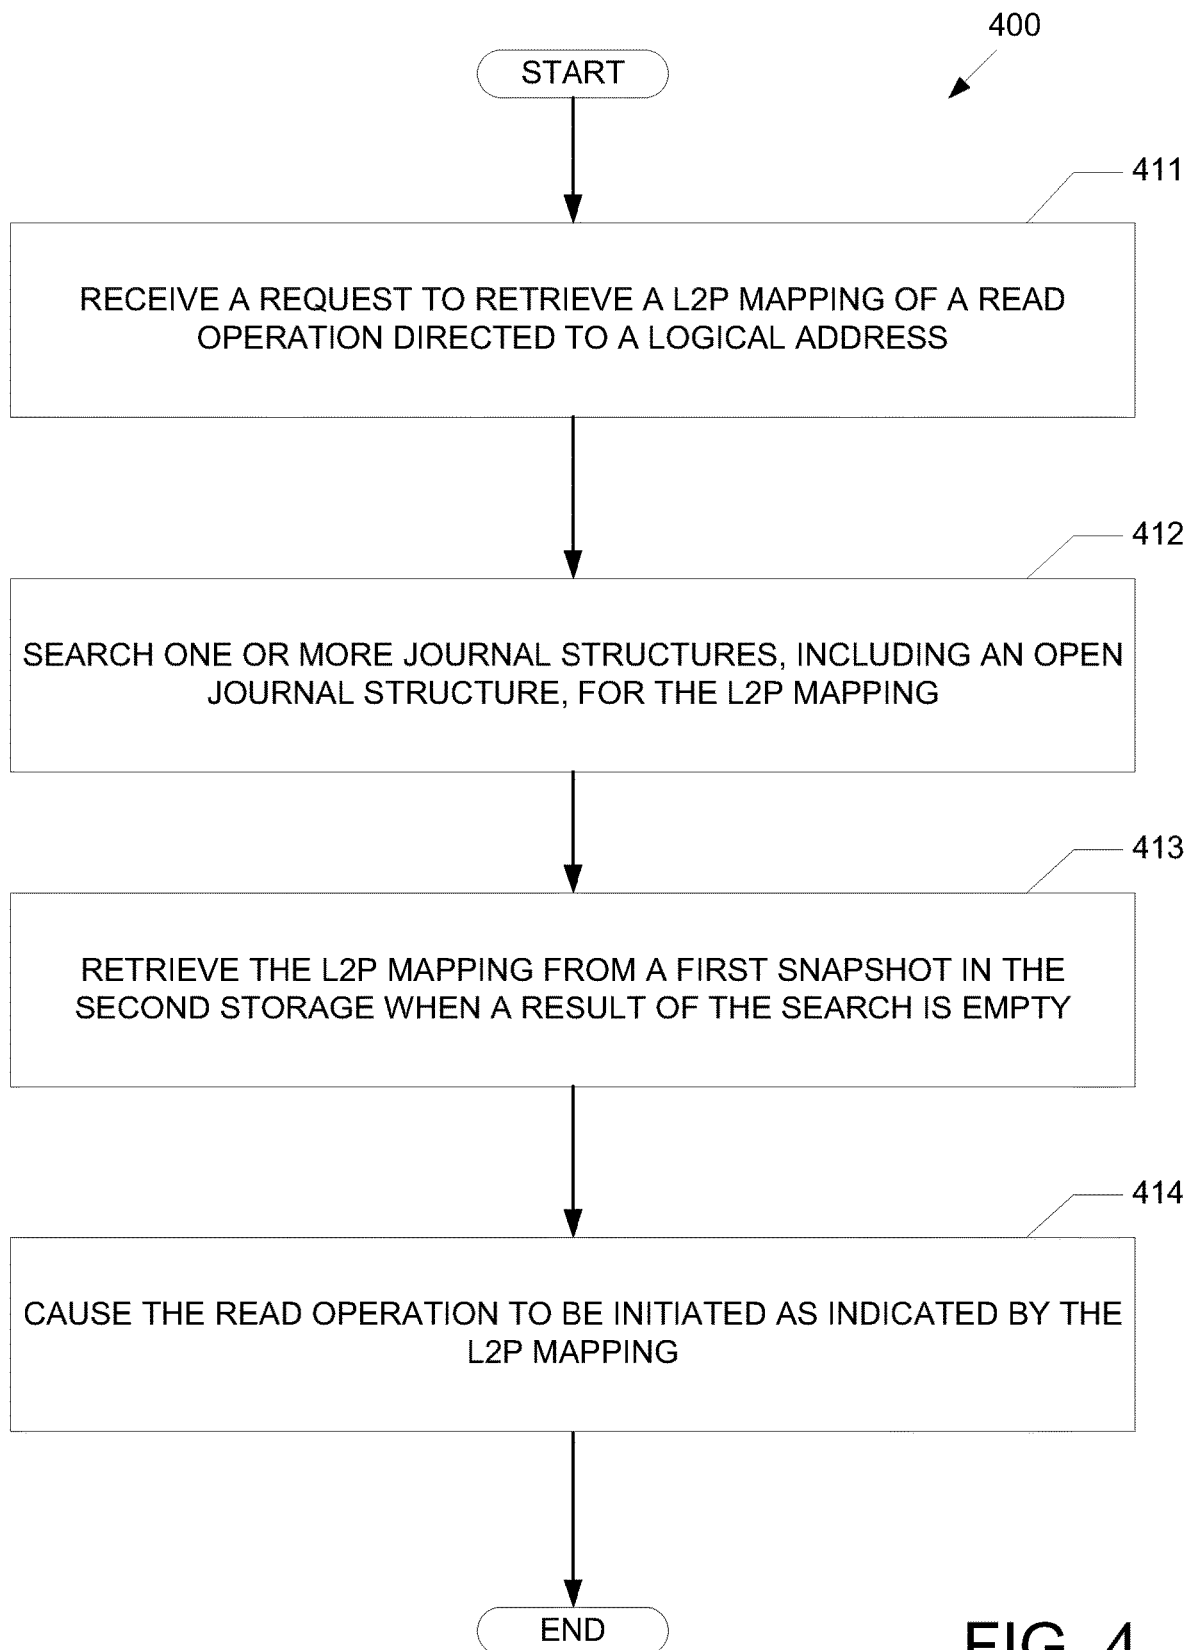 400
START
411
RECEIVE A REQUEST TO RETRIEVE A L2P MAPPING OF A READ
OPERATION DIRECTED TO A LOGICAL ADDRESS
412
SEARCH ONE OR MORE JOURNAL STRUCTURES, INCLUDING AN OPEN
JOURNAL STRUCTURE, FOR THE L2P MAPPING
413
RETRIEVE THE L2P MAPPING FROM A FIRST SNAPSHOT IN THE
SECOND STORAGE WHEN A RESULT OF THE SEARCH IS EMPTY
414
CAUSE THE READ OPERATION TO BE INITIATED AS INDICATED BY THE
L2P MAPPING
END
FIG. 4